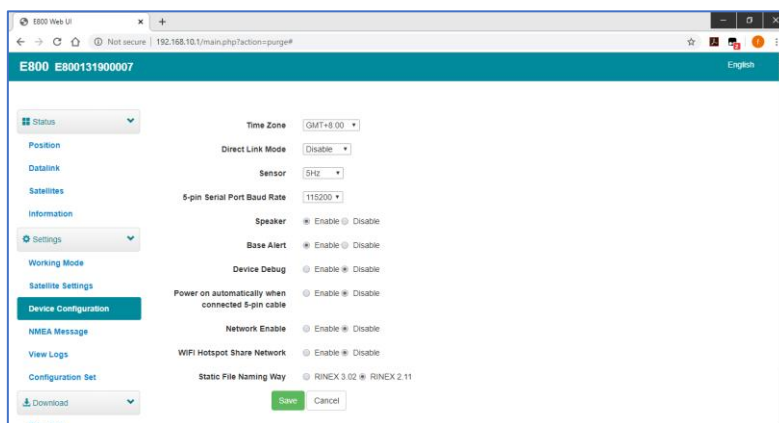 E800 Web UI
Not secure | 192.168.10.1/main.php?action=purge#
E800 E800131900007
English
Status
Position
Datalink
Satellites
Information
Settings
Working Mode
Satellite Settings
Device Configuration
NMEA Message
View Logs
Configuration Set
Download
Time Zone GMT+8:00
Direct Link Mode Disable
Sensor 5Hz
5-pin Serial Port Baud Rate 115200
Speaker Enable Disable
Base Alert Enable Disable
Device Debug Enable Disable
Power on automatically when
connected 5-pin cable Enable Disable
Network Enable Enable Disable
WIFI Hotspot Share Network Enable Disable
Static File Naming Way RINEX 3.02 RINEX 2.11
Save Cancel